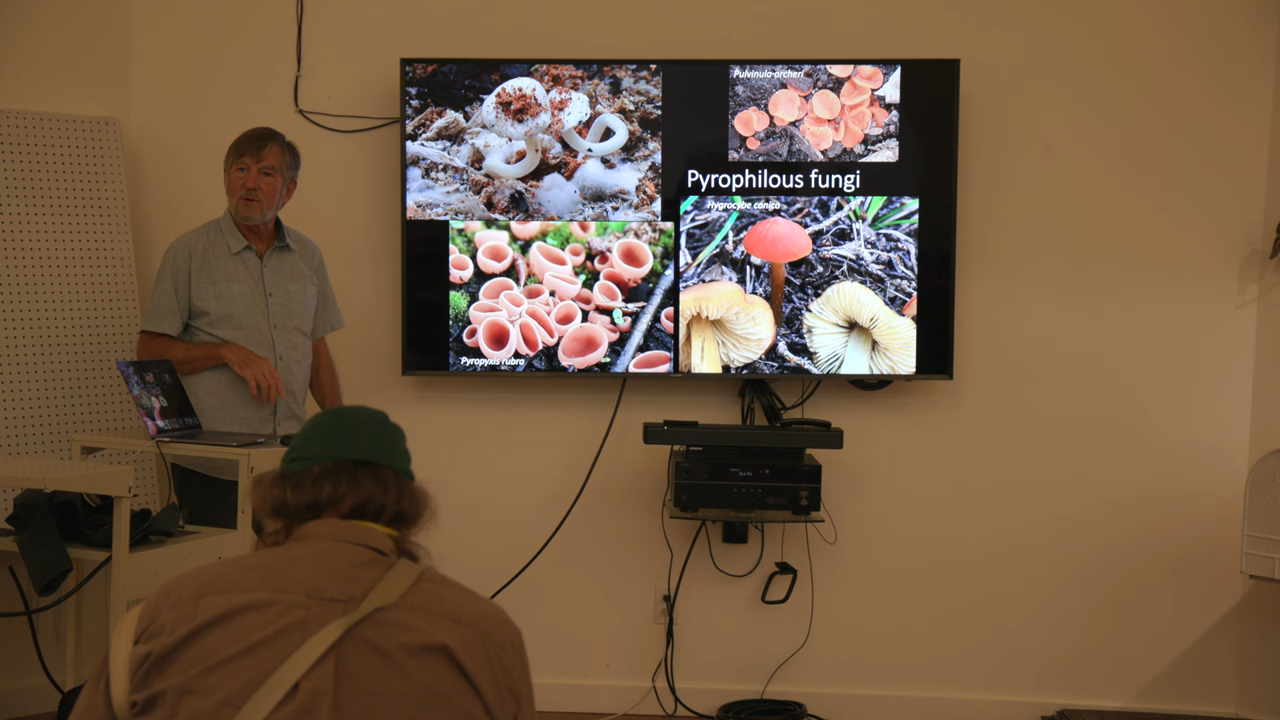 Pulvinula archeri
Pyrophilous fungi
Hygrocybe conica
Pyropyxis rubra